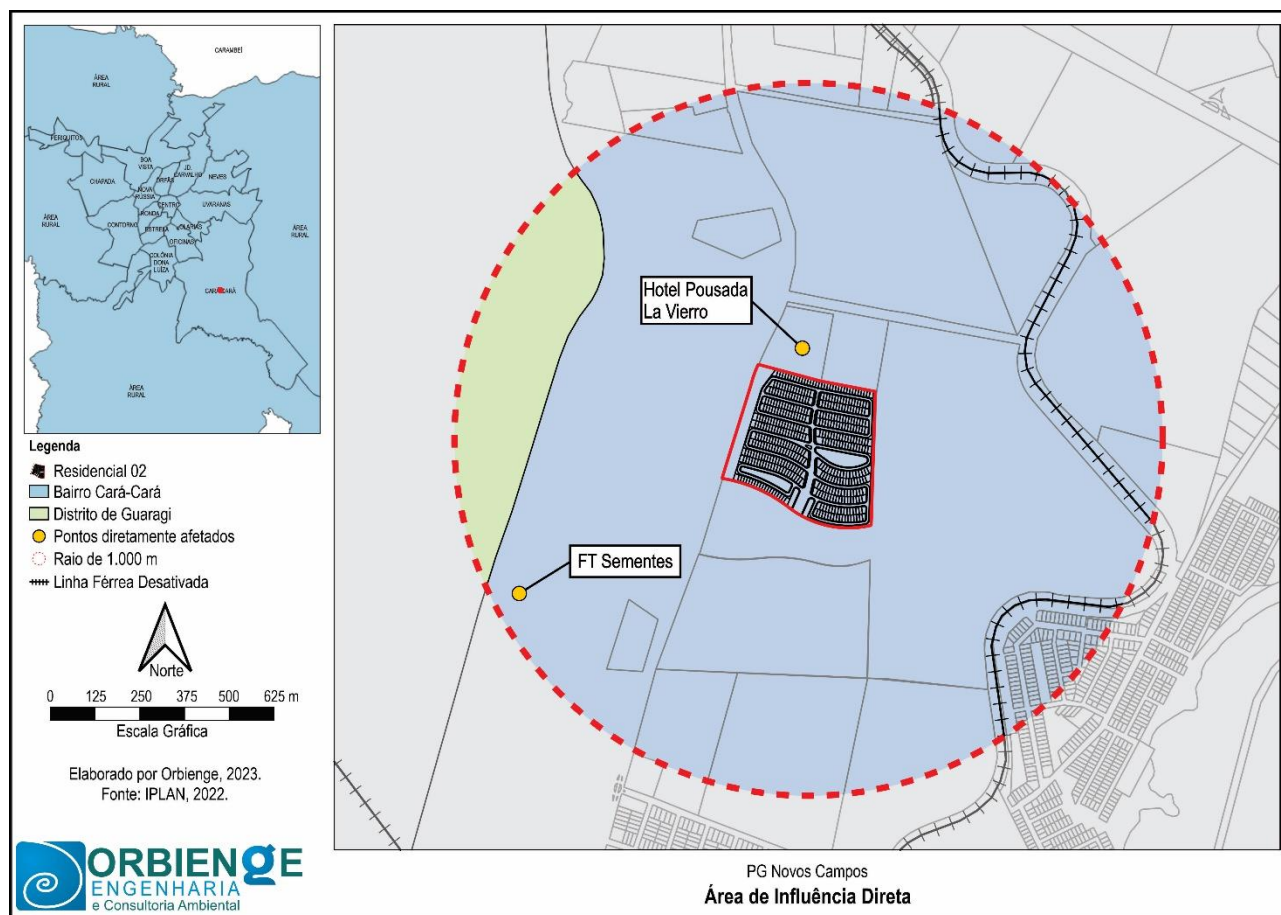 CARAMBEÍ
ÁREA
RURAL
PERIQUITOS
BOA
VISTA
JD.
CARVALHO
ÓRFÃS
NEVES
CHAPADA
NOVA
RÚSSIA
CENTRO
UVARANAS
RONDA
ÁREA
RURAL
CONTORNO
ESTRELA
OLARIAS
ÁREA
RURAL
OFICINAS
COLÔNIA
DONA
LUÍZA
CARÁ-CARÁ
ÁREA
RURAL
Legenda
Residencial 02
Bairro Cará-Cará
Distrito de Guaragi
Pontos diretamente afetados
Raio de 1.000 m
Linha Férrea Desativada
Norte
0 125 250 375 500 625 m
Escala Gráfica
Elaborado por Orbienge, 2023.
Fonte: IPLAN, 2022.
ORBIENGE
ENGENHARIA
e Consultoria Ambiental
Hotel Pousada
La Vierro
FT Sementes
PG Novos Campos
Área de Influência Direta